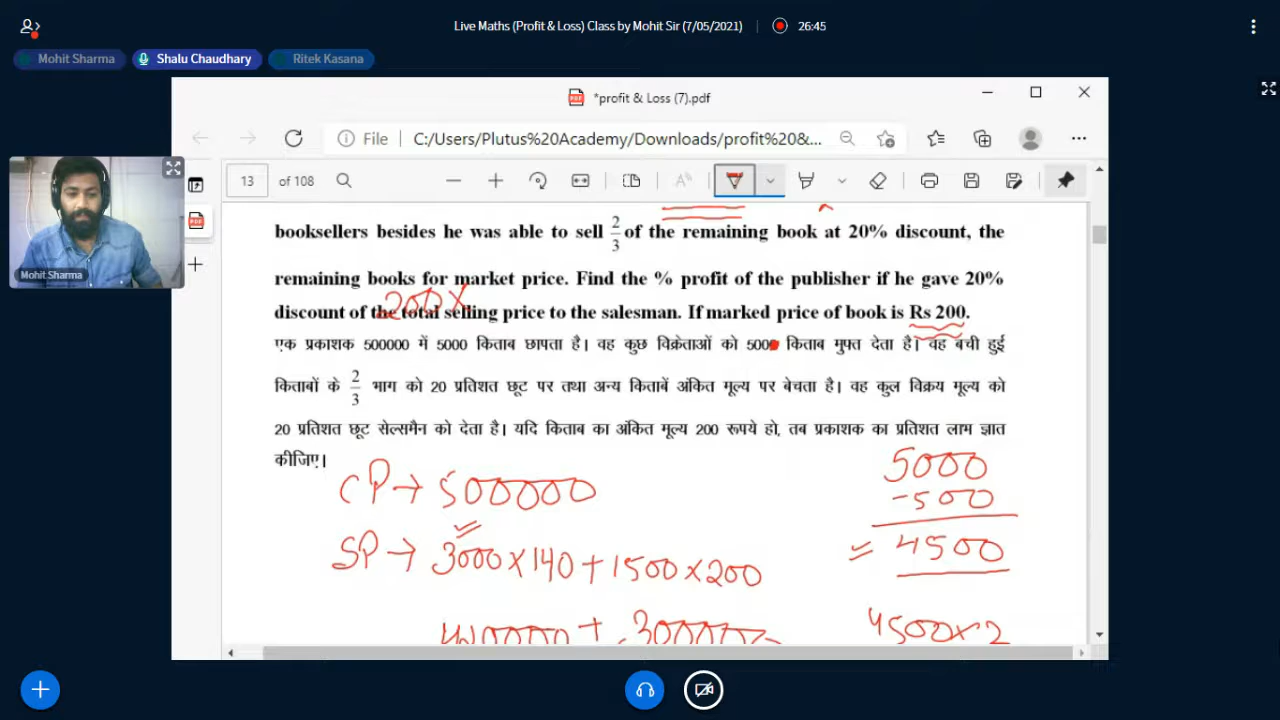 Live Maths (Profit & Loss) Class by Mohit Sir (7/05/2021)
26:45
Mohit Sharma
Shalu Chaudhary
Ritek Kasana
*profit & Loss (7).pdf
File
C:/Users/Plutus%20Academy/Downloads/profit%20&...
13 of 108
booksellers besides he was able to sell 2/3 of the remaining book at 20% discount, the
remaining books for market price. Find the % profit of the publisher if he gave 20%
200 X
discount of the total selling price to the salesman. If marked price of book is Rs 200.
एक प्रकाशक 500000 में 5000 किताब छापता है। वह कुछ विक्रेताओं को 500 किताब मुफ्त देता है। वह बची हुई
किताबों के 2/3 भाग को 20 प्रतिशत छूट पर तथा अन्य किताबें अंकित मूल्य पर बेचता है। वह कुल विक्रय मूल्य को
20 प्रतिशत छूट सेल्समैन को देता है। यदि किताब का अंकित मूल्य 200 रूपये हो, तब प्रकाशक का प्रतिशत लाभ ज्ञात
कीजिए।
CP → 500000
SP → 3000 × 140 + 1500 × 200
5000
-500
= 4500
4500×2
Mohit Sharma